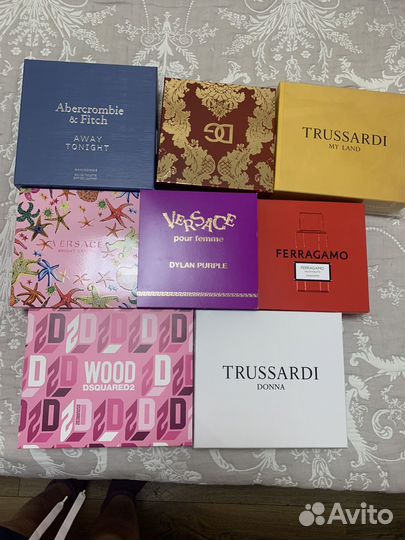 Abercrombie
& Fitch
AWAY
TONIGHT
TRUSSARDI
MY LAND
VERSACE
VERSACE
pour femme
DYLAN PURPLE
FERRAGAMO
FERRAGAMO
WOOD
DSQUARED2
TRUSSARDI
DONNA
Avito